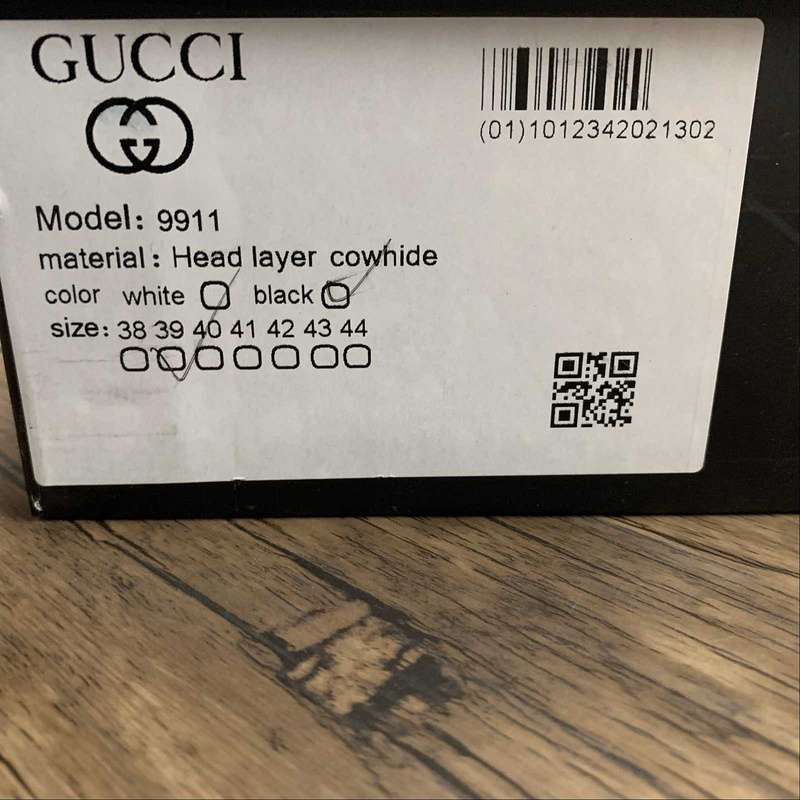 GUCCI
(01)1012342021302
Model: 9911
material: Head layer cowhide
color white black
size: 38 39 40 41 42 43 44